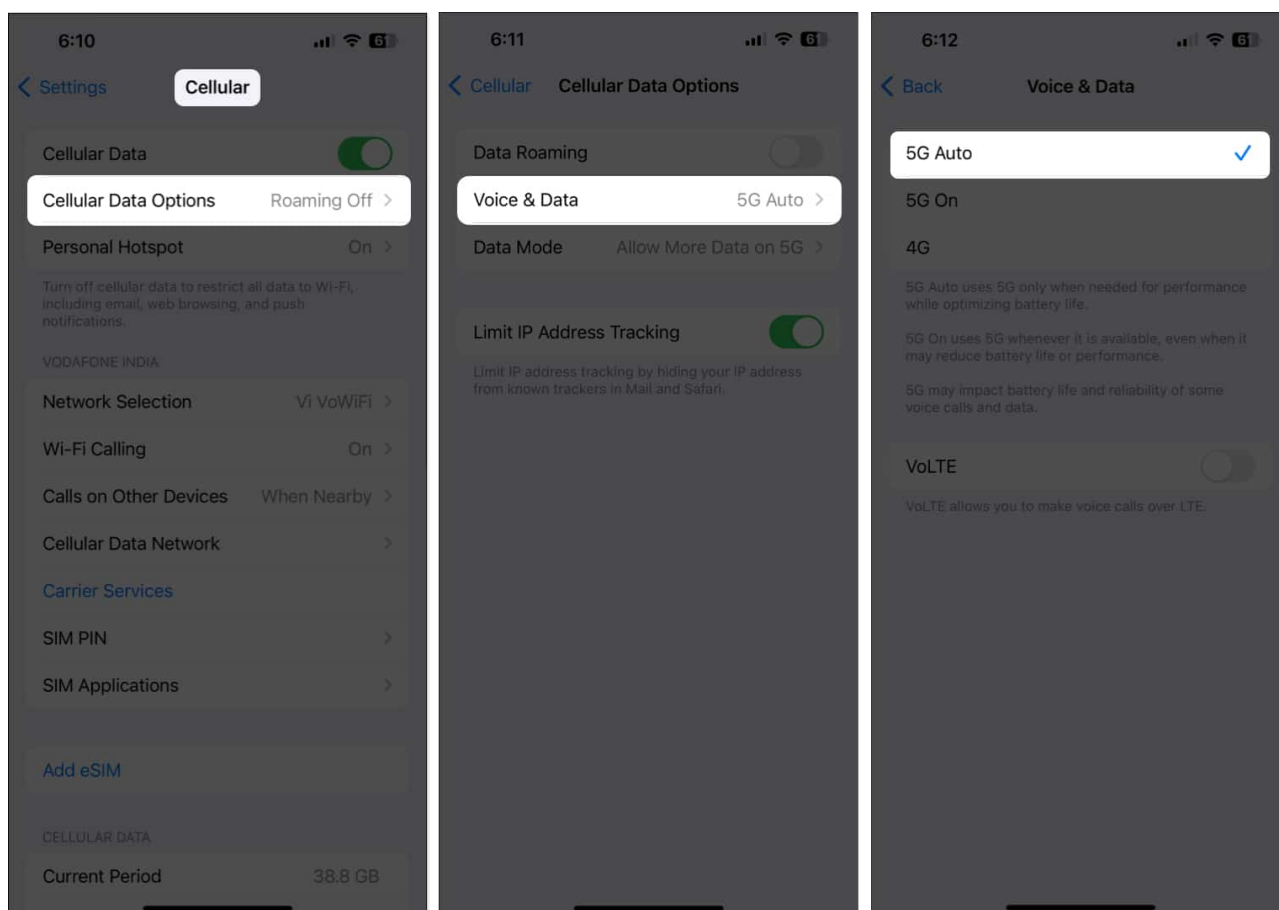 6:10
61
Settings
Cellular
Cellular Data
Cellular Data Options Roaming Off
Personal Hotspot On
Turn off cellular data to restrict all data to Wi-Fi,
including email, web browsing, and push
notifications.
VODAFONE INDIA
Network Selection Vi VoWiFi
Wi-Fi Calling On
Calls on Other Devices When Nearby
Cellular Data Network
Carrier Services
SIM PIN
SIM Applications
Add eSIM
CELLULAR DATA
Current Period 38.8 GB
6:11
61
Cellular Cellular Data Options
Data Roaming
Voice & Data 5G Auto
Data Mode Allow More Data on 5G
Limit IP Address Tracking
Limit IP address tracking by hiding your IP address
from known trackers in Mail and Safari.
6:12
61
Back Voice & Data
5G Auto
5G On
4G
5G Auto uses 5G only when needed for performance
while optimizing battery life.
5G On uses 5G whenever it is available, even when it
may reduce battery life or performance.
5G may impact battery life and reliability of some
voice calls and data.
VoLTE
VoLTE allows you to make voice calls over LTE.